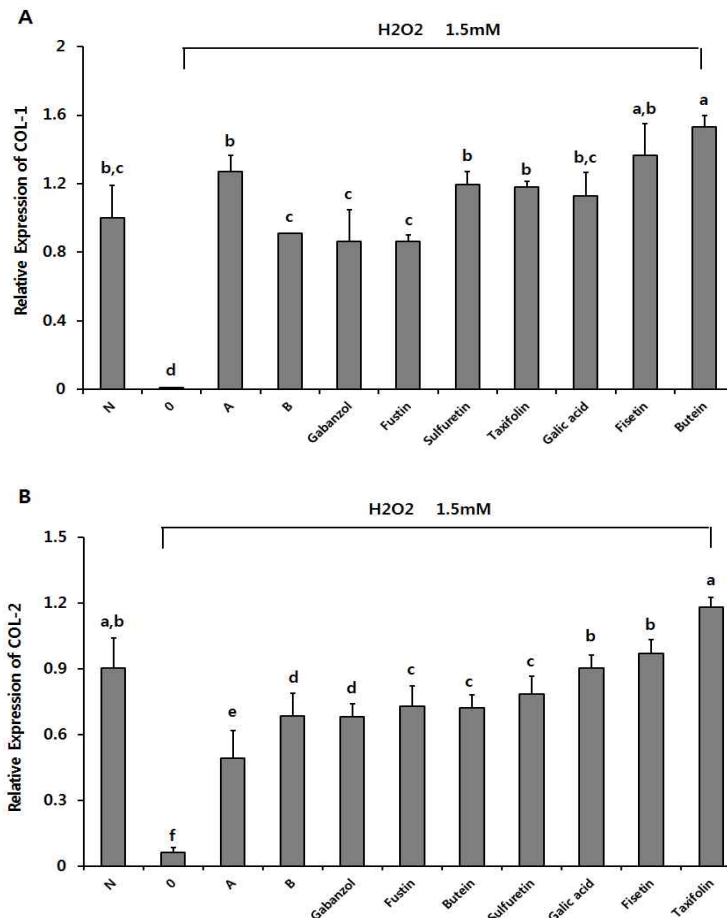 A
H2O2 1.5mM
Relative Expression of COL-1
2
1.6
1.2
0.8
0.4
0
b,c
d
b
c
c
c
b
b
b,c
a,b
a
N
0
A
B
Gabanzol
Fustin
Sulfuretin
Taxifolin
Galic acid
Fisetin
Butein
B
H2O2 1.5mM
Relative Expression of COL-2
1.5
1.2
0.9
0.6
0.3
0
a,b
f
e
d
d
c
c
c
b
b
a
N
0
A
B
Gabanzol
Fustin
Butein
Sulfuretin
Galic acid
Fisetin
Taxifolin